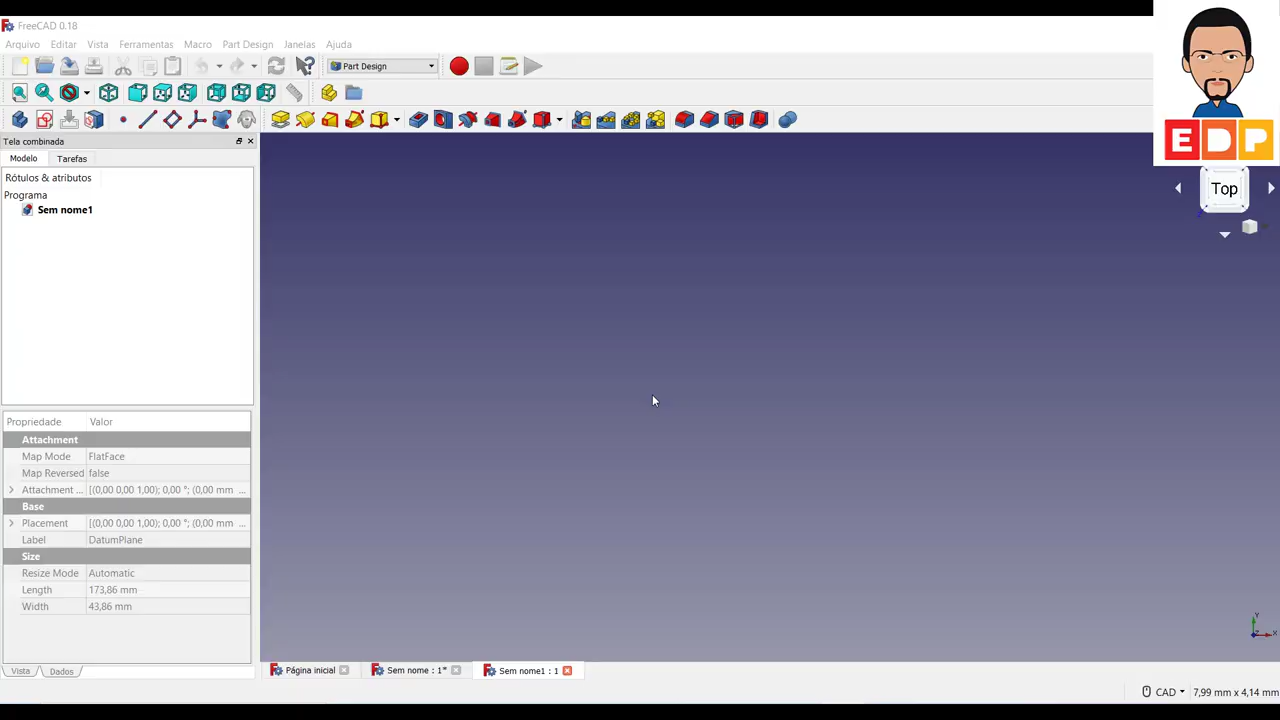 FreeCAD 0.18
Arquivo Editar Vista Ferramentas Macro Part Design Janelas Ajuda
Part Design
EDP
Tela combinada
Modelo Tarefas
Rótulos & atributos
Programa
Sem nome1
Top
Propriedade Valor
Attachment
Map Mode FlatFace
Map Reversed false
Attachment ... [(0,00 0,00 1,00); 0,00 °; (0,00 mm ...
Base
Placement [(0,00 0,00 1,00); 0,00 °; (0,00 mm ...
Label DatumPlane
Size
Resize Mode Automatic
Length 173,86 mm
Width 43,86 mm
Y
X
Vista Dados
Página inicial Sem nome : 1* Sem nome1 : 1
CAD 7,99 mm x 4,14 mm